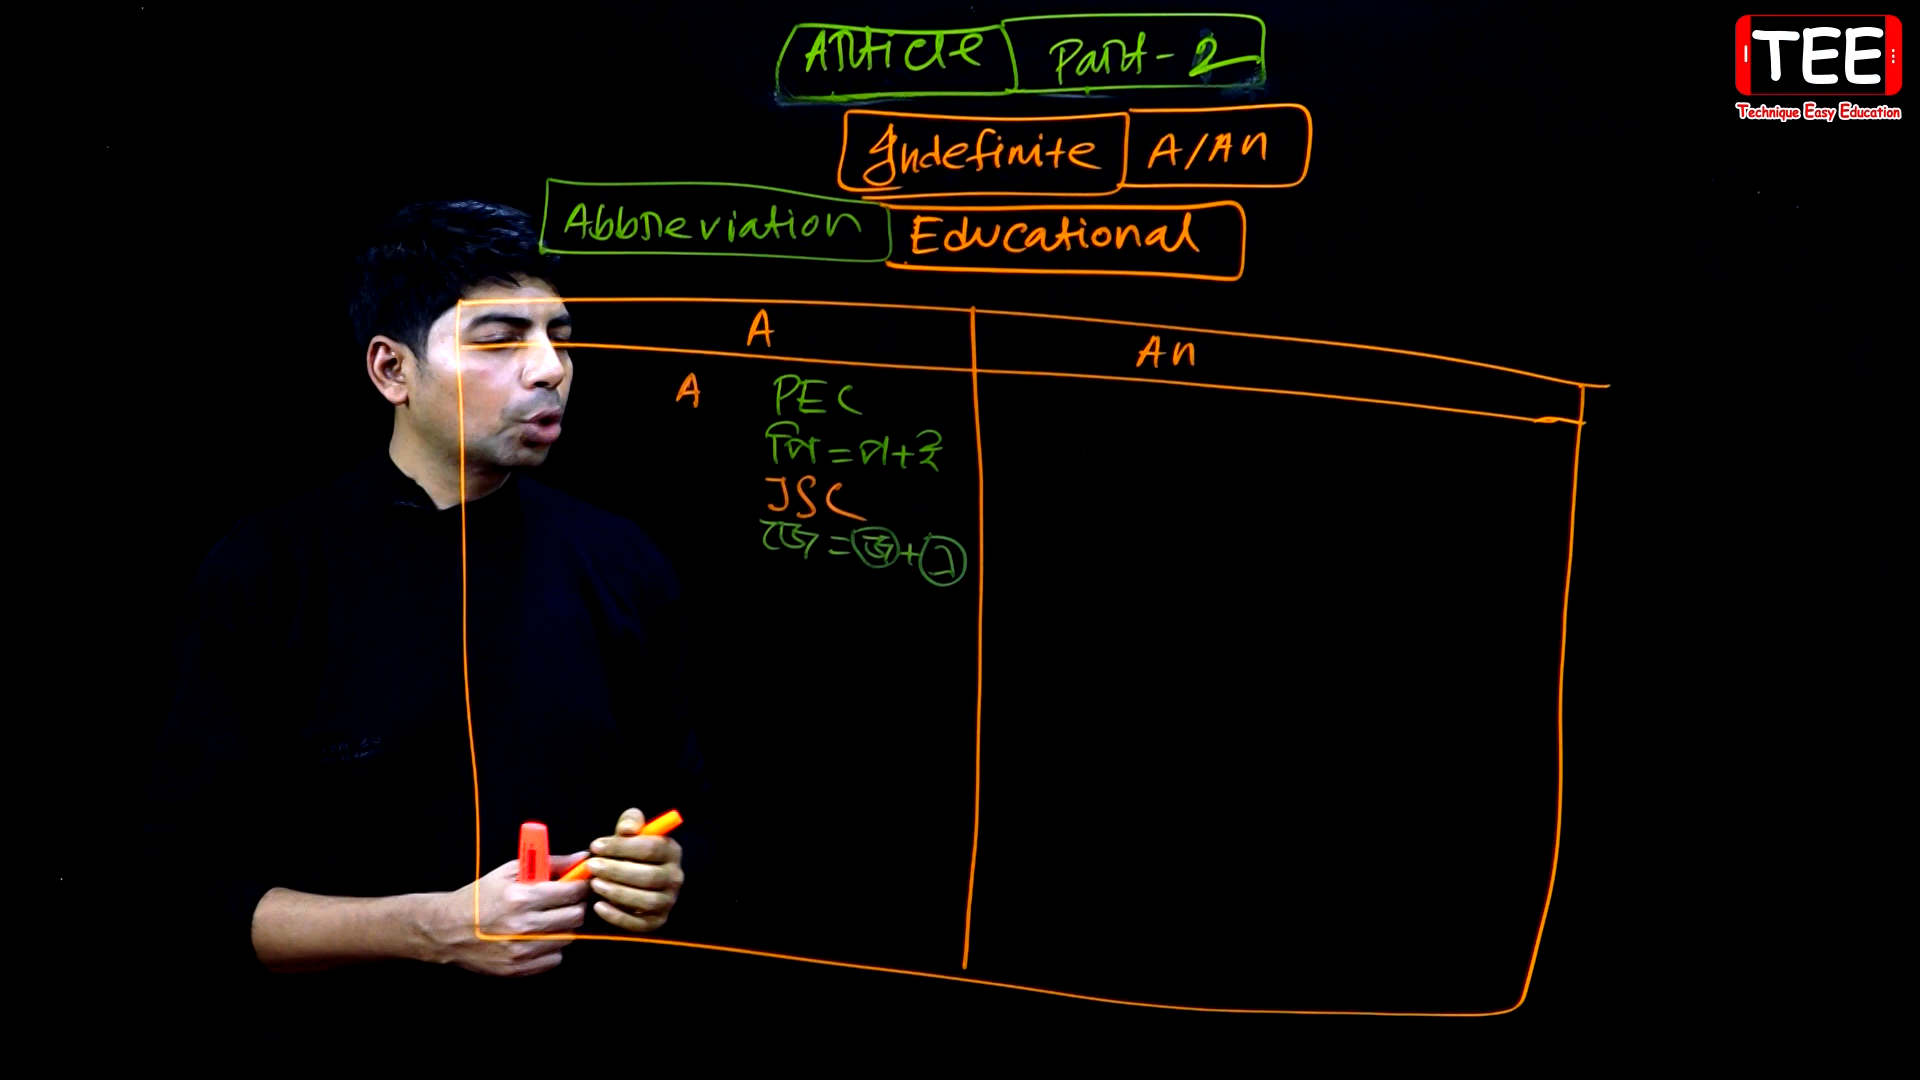 Article Part-2
TEE
Technique Easy Education
Indefinite A/An
Abbreviation Educational
A An
A PEC
পি = প + ই
JSC
জে = জ + এ